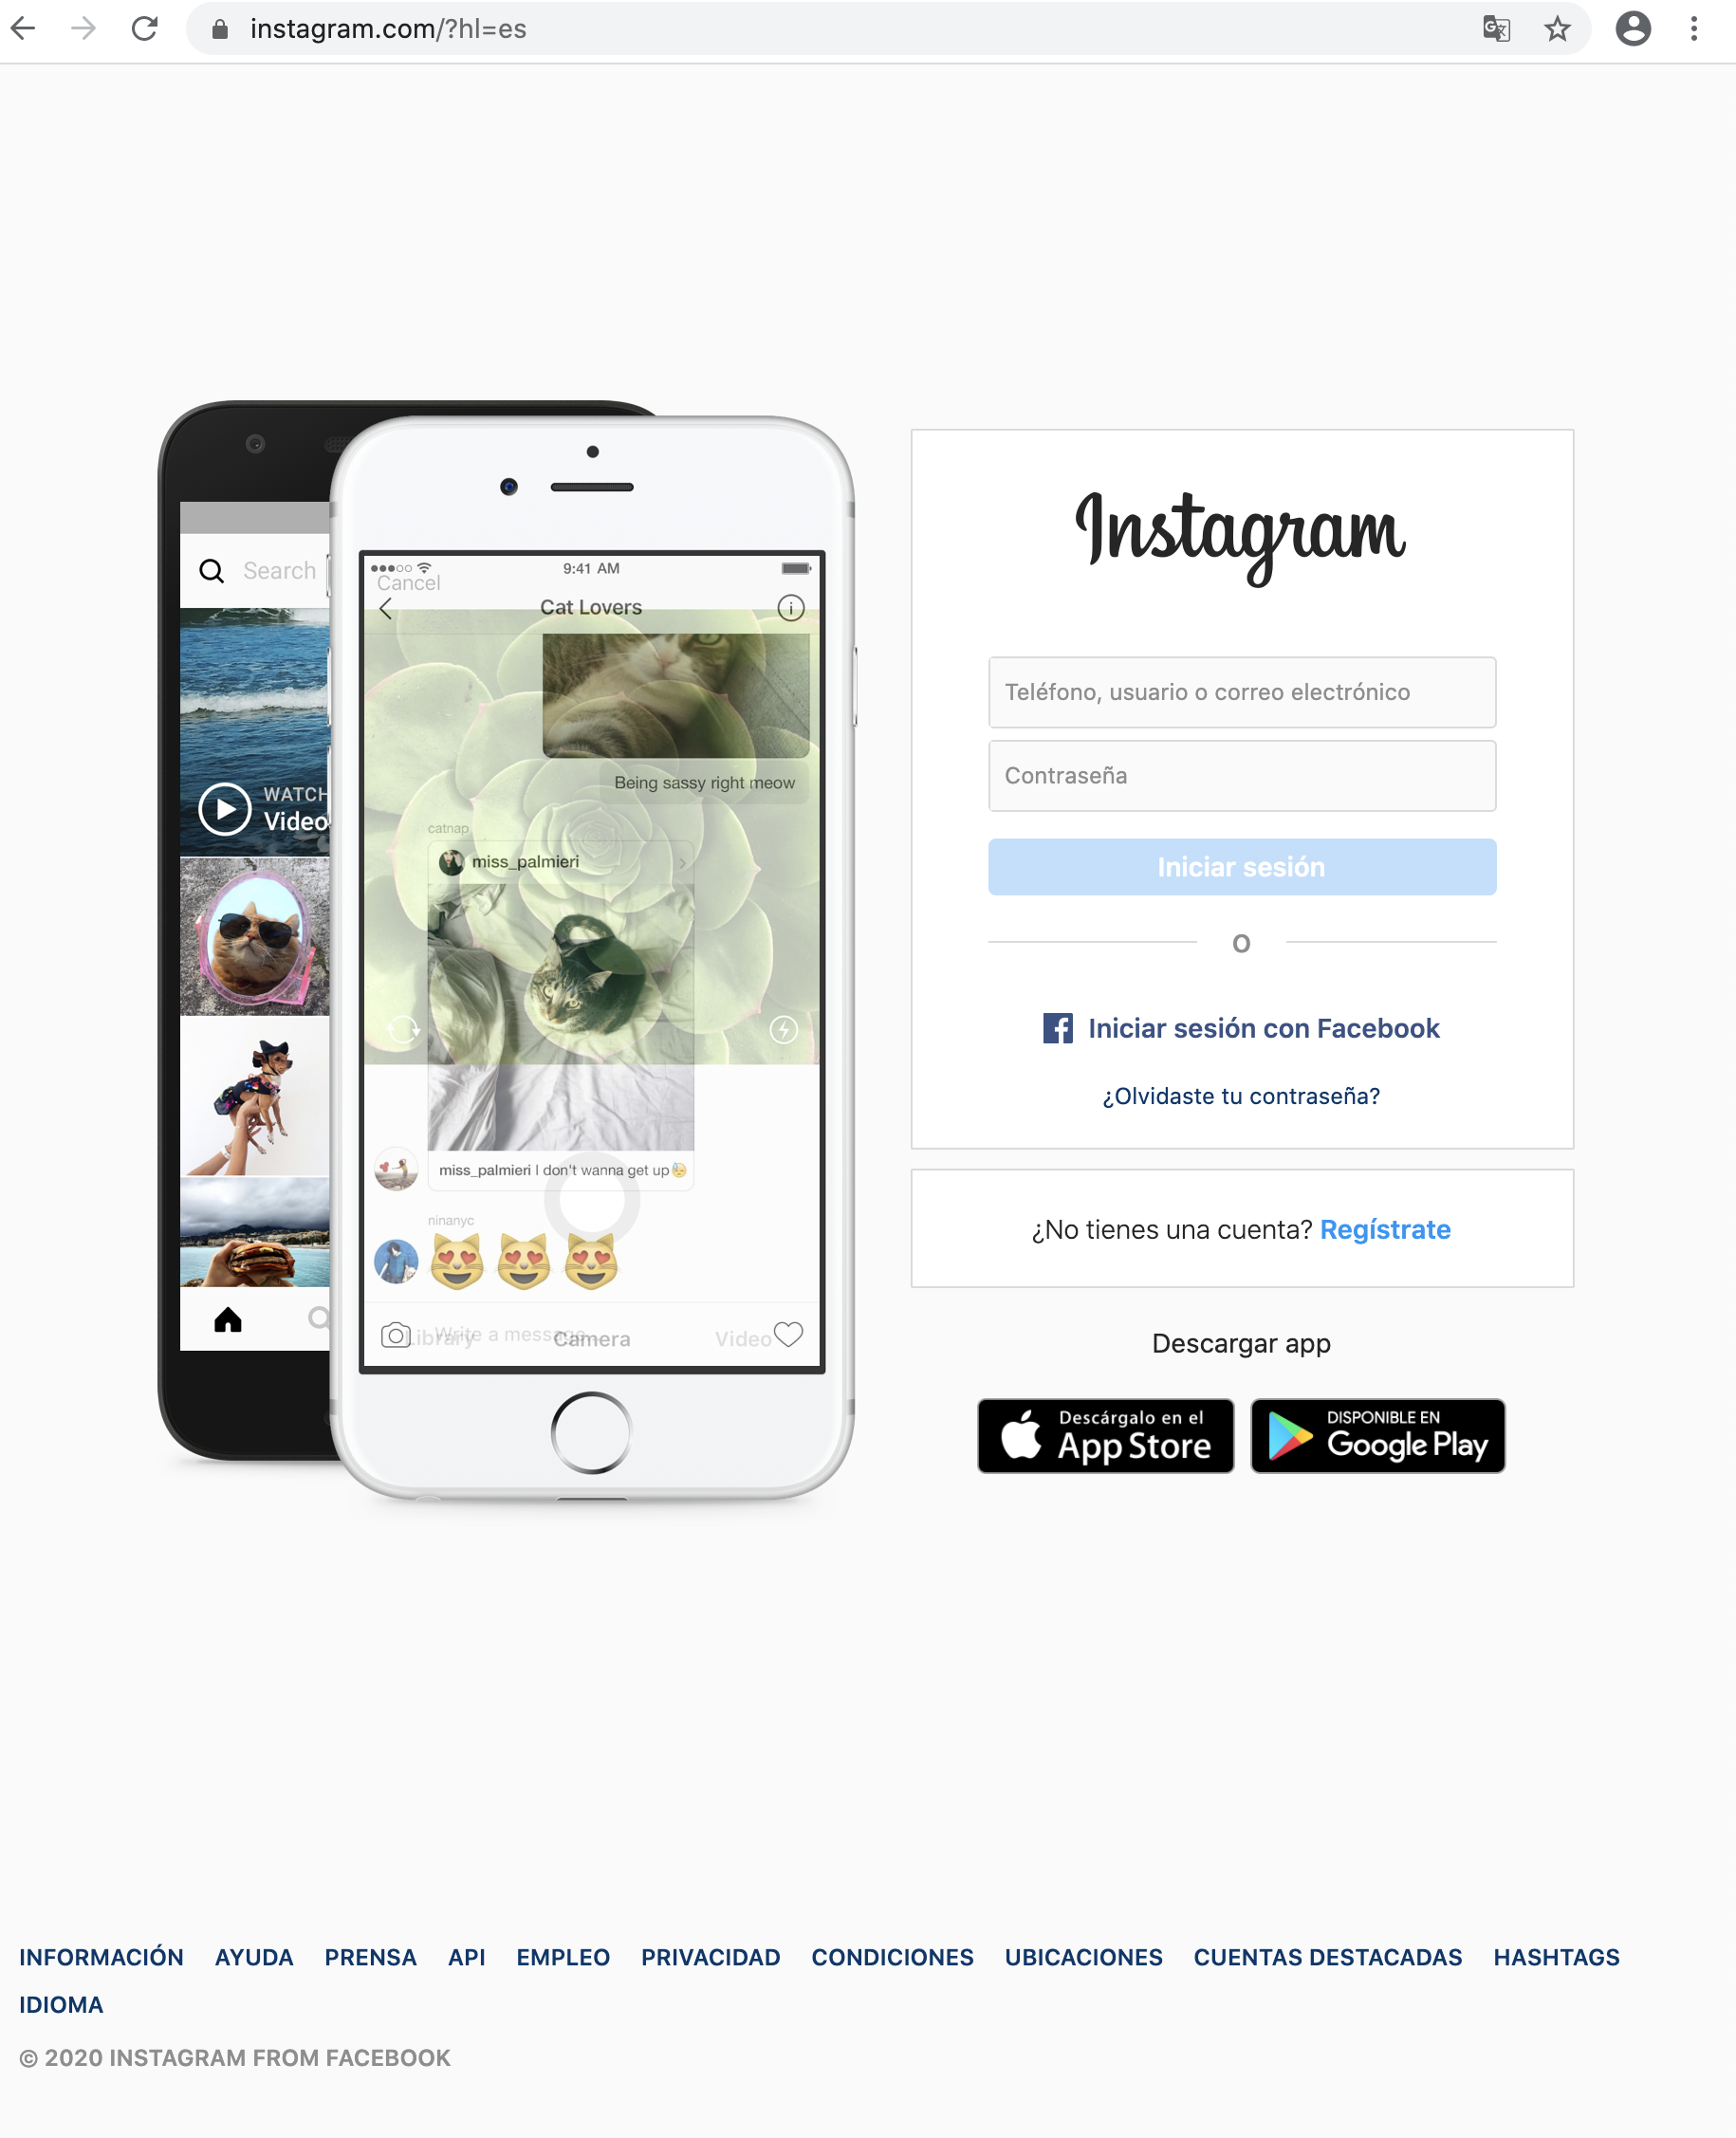 instagram.com/?hl=es
Search
WATCH
Video
9:41 AM
Cancel
Cat Lovers
Being sassy right meow
catnap
miss_palmieri
miss_palmieri I don't wanna get up
ninanyc
Library
Write a message...
Camera
Video
Instagram
Teléfono, usuario o correo electrónico
Contraseña
Iniciar sesión
O
Iniciar sesión con Facebook
¿Olvidaste tu contraseña?
¿No tienes una cuenta? Regístrate
Descargar app
Descárgalo en el
App Store
DISPONIBLE EN
Google Play
INFORMACIÓN AYUDA PRENSA API EMPLEO PRIVACIDAD CONDICIONES UBICACIONES CUENTAS DESTACADAS HASHTAGS
IDIOMA
© 2020 INSTAGRAM FROM FACEBOOK